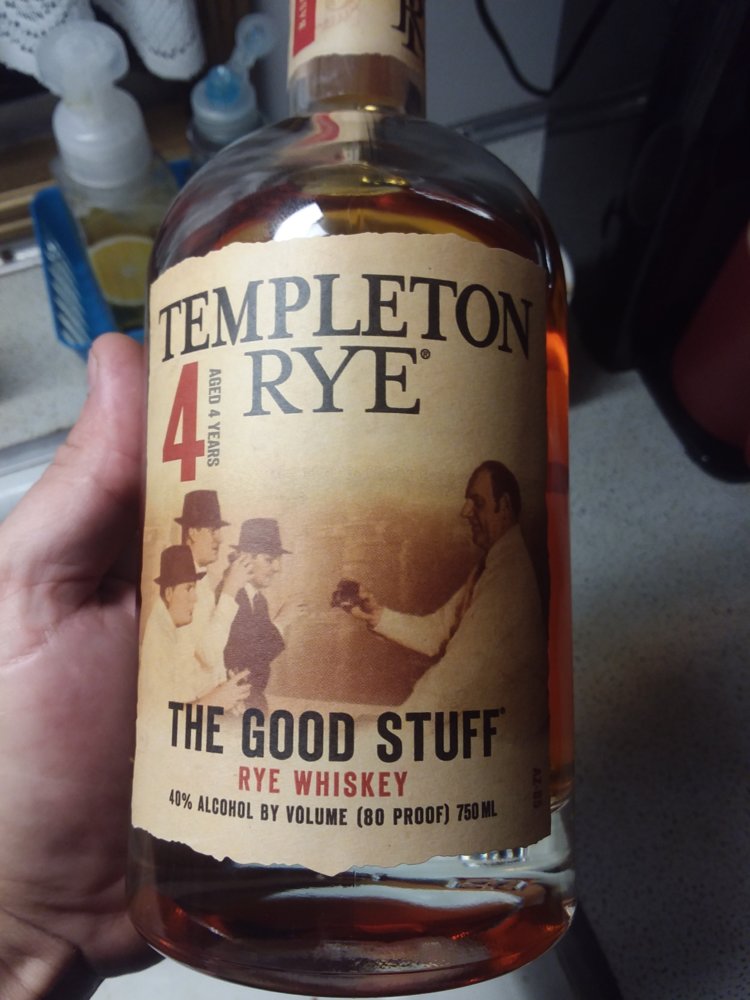 TEMPLETON
RYE®
4
AGED 4 YEARS
THE GOOD STUFF®
RYE WHISKEY
40% ALCOHOL BY VOLUME (80 PROOF) 750 ML